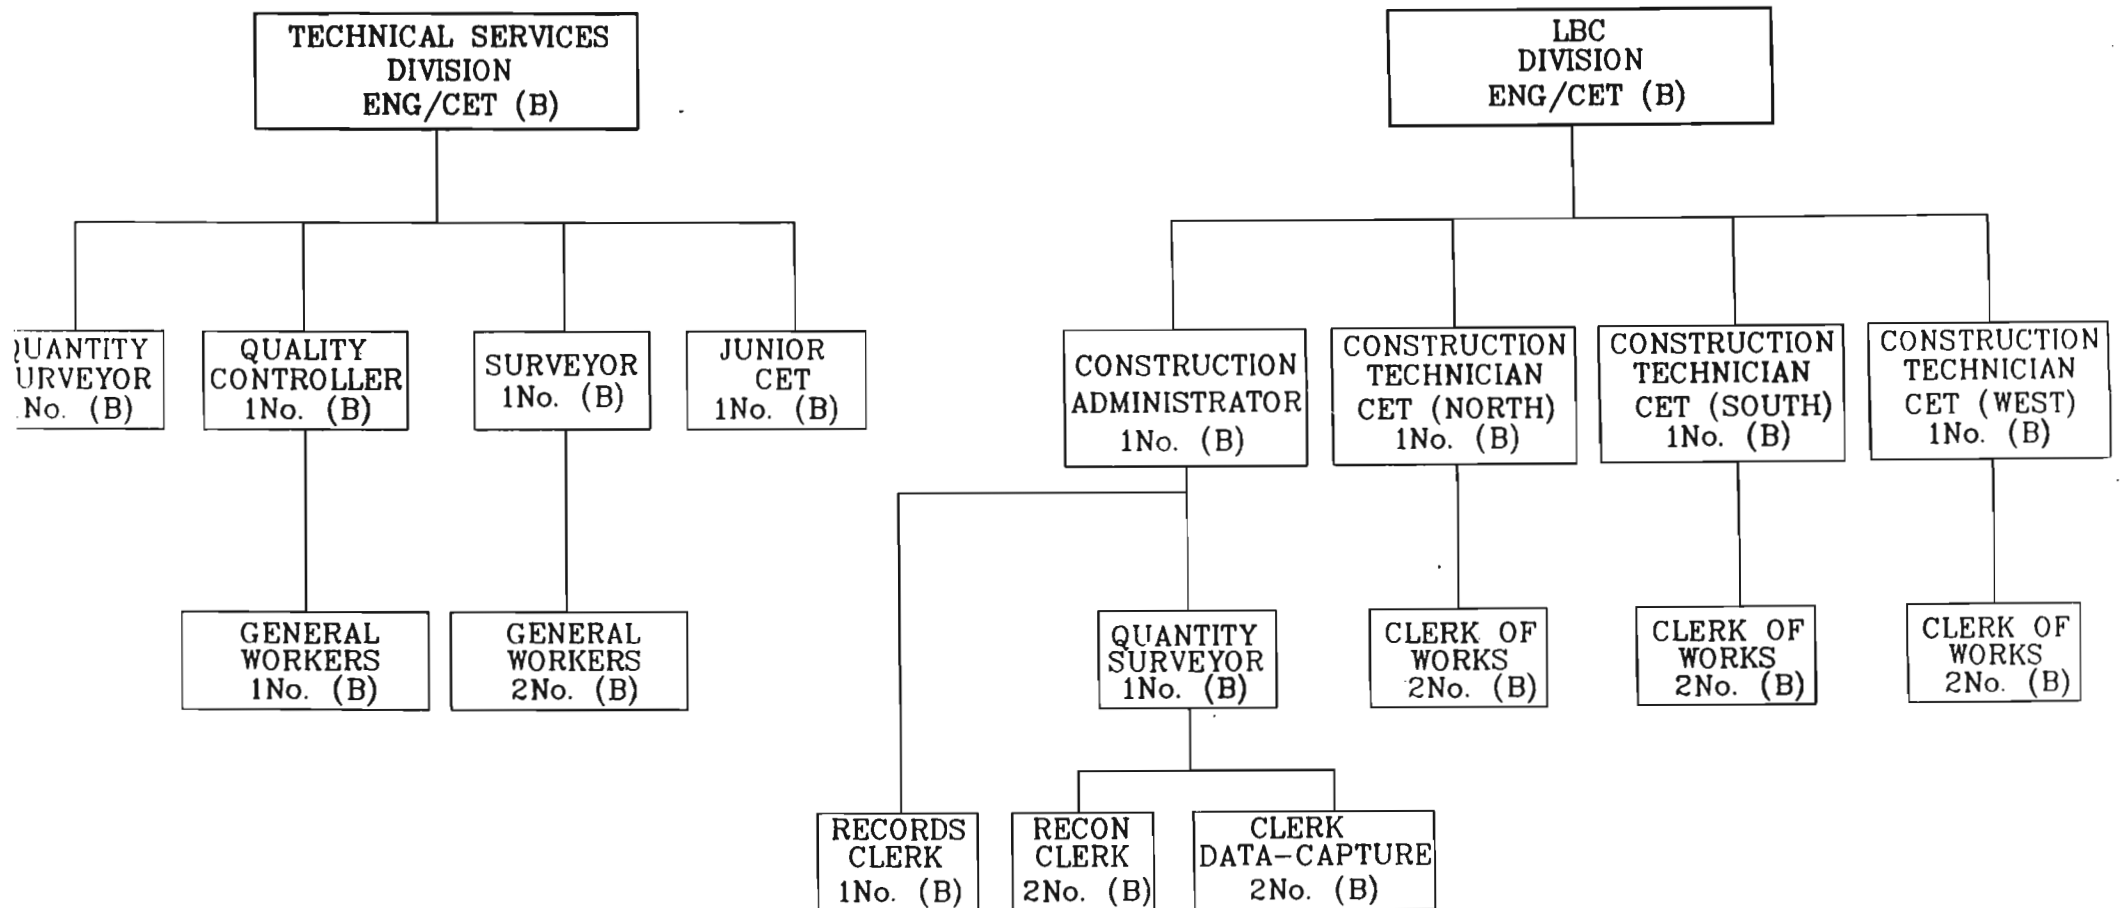 TECHNICAL SERVICES
DIVISION
ENG/CET (B)
LBC
DIVISION
ENG/CET (B)
UANTITY
URVEYOR
No. (B)
QUALITY
CONTROLLER
1No. (B)
SURVEYOR
1No. (B)
JUNIOR
CET
1No. (B)
CONSTRUCTION
ADMINISTRATOR
1No. (B)
CONSTRUCTION
TECHNICIAN
CET (NORTH)
1No. (B)
CONSTRUCTION
TECHNICIAN
CET (SOUTH)
1No. (B)
CONSTRUCTION
TECHNICIAN
CET (WEST)
1No. (B)
GENERAL
WORKERS
1No. (B)
GENERAL
WORKERS
2No. (B)
QUANTITY
SURVEYOR
1No. (B)
CLERK OF
WORKS
2No. (B)
CLERK OF
WORKS
2No. (B)
CLERK OF
WORKS
2No. (B)
RECORDS
CLERK
1No. (B)
RECON
CLERK
2No. (B)
CLERK
DATA-CAPTURE
2No. (B)